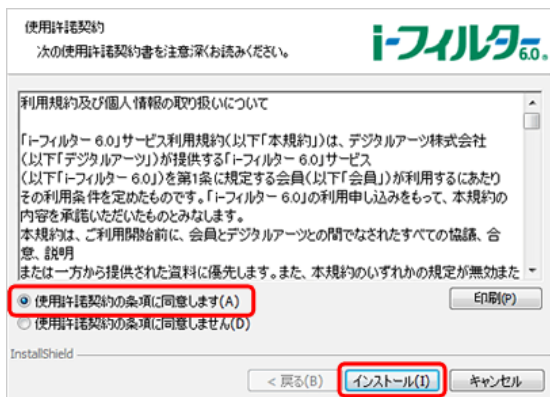 使用許諾契約
次の使用許諾契約書を注意深くお読みください。
i-フィルター 6.0.
利用規約及び個人情報の取り扱いについて
「i-フィルター 6.0」サービス利用規約(以下「本規約」)は、デジタルアーツ株式会社
(以下「デジタルアーツ」)が提供する「i-フィルター 6.0」サービス
(以下「i-フィルター 6.0」)を第1条に規定する会員(以下「会員」)が利用するにあたり
その利用条件を定めたものです。「i-フィルター 6.0」の利用申し込みをもって、本規約の
内容を承諾いただいたものとみなします。
本規約は、ご利用開始前に、会員とデジタルアーツとの間でなされたすべての協議、合
意、説明
または一方から提供された資料に優先します。また、本規約のいずれかの規定が無効また
使用許諾契約の条項に同意します(A)
印刷(P)
使用許諾契約の条項に同意しません(D)
InstallShield
< 戻る(B)
インストール(I)
キャンセル